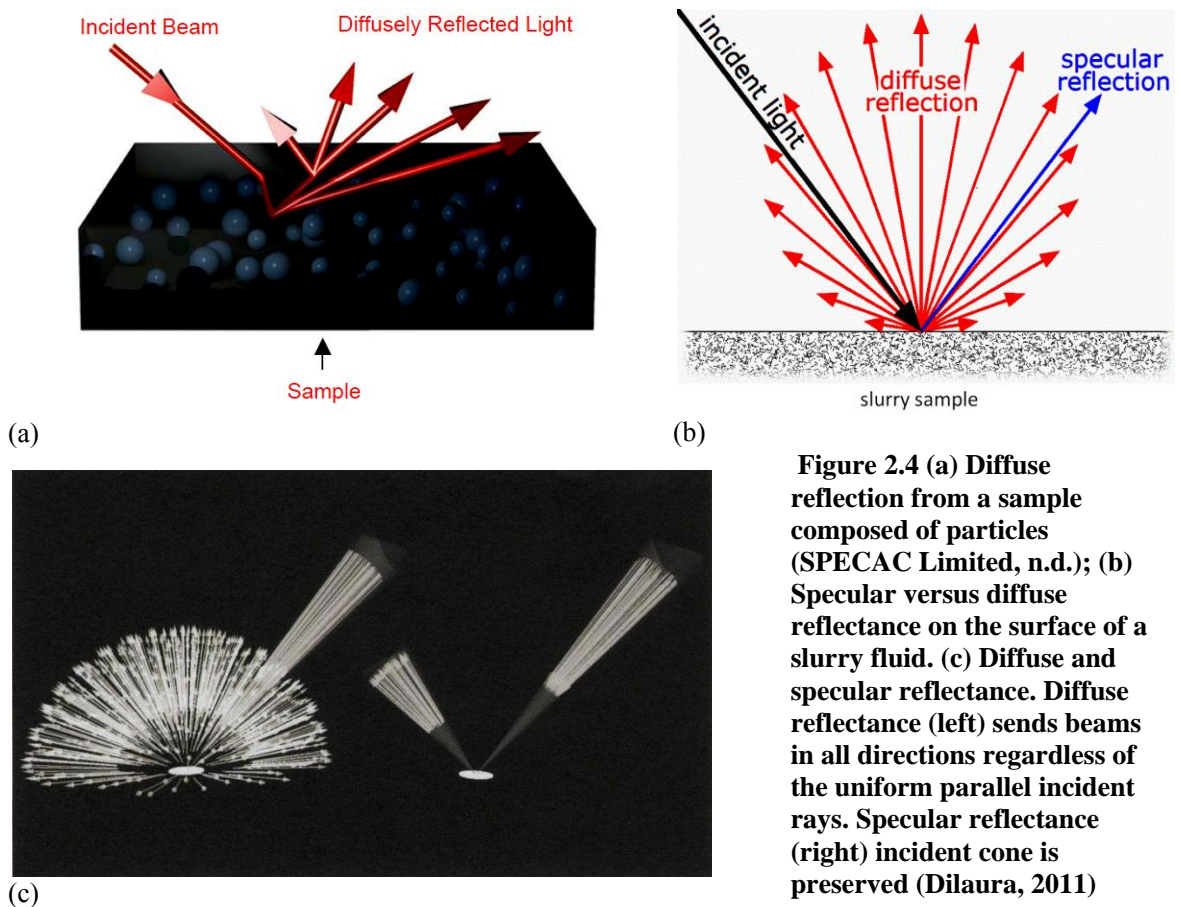 Incident Beam
Diffusely Reflected Light
Sample
(a)
incident light
diffuse
reflection
specular
reflection
slurry sample
(b)
Figure 2.4 (a) Diffuse
reflection from a sample
composed of particles
(SPECAC Limited, n.d.); (b)
Specular versus diffuse
reflectance on the surface of a
slurry fluid. (c) Diffuse and
specular reflectance. Diffuse
reflectance (left) sends beams
in all directions regardless of
the uniform parallel incident
rays. Specular reflectance
(right) incident cone is
preserved (Dilaura, 2011)
(c)